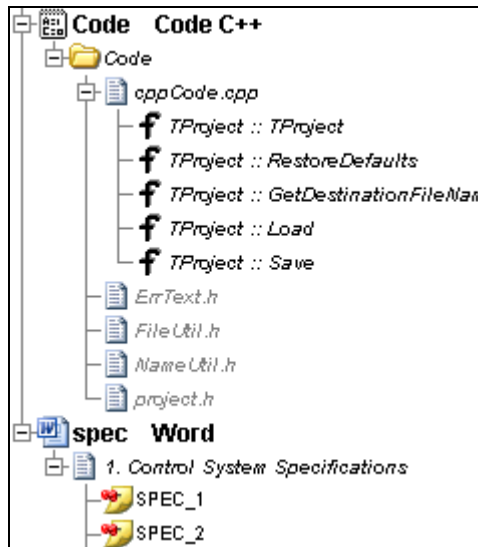 Code Code C++
Code
cppCode.cpp
TProject :: TProject
TProject :: RestoreDefaults
TProject :: GetDestinationFileNam
TProject :: Load
TProject :: Save
ErrText.h
FileUtil.h
NameUtil.h
project.h
spec Word
1. Control System Specifications
SPEC_1
SPEC_2